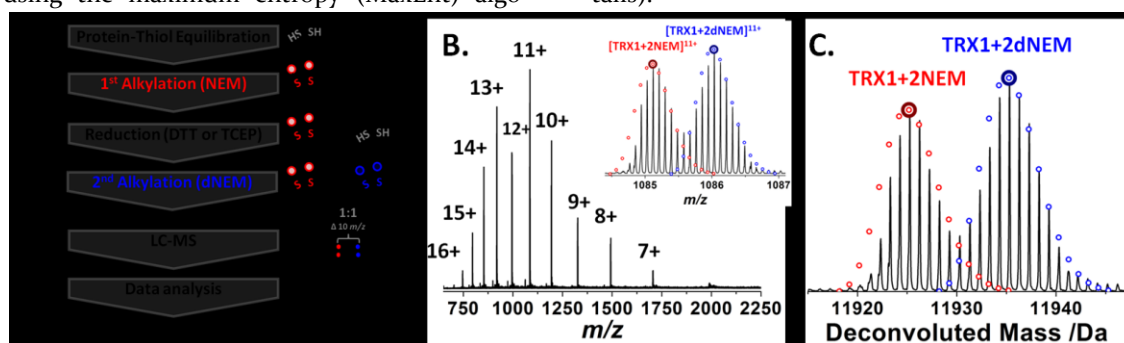 using the maximum entropy (MaxEnt) algo-
tails).
Protein-Thiol Equilibration
HS SH
1st Alkylation (NEM)
S S
Reduction (DTT or TCEP)
S S
HS SH
2nd Alkylation (dNEM)
S S
S S
1:1
Δ 10 m/z
LC-MS
Data analysis
B.
16+
15+
14+
13+
12+
11+
10+
9+
8+
7+
650 1000 1250 1500 1750 2000 2250
m/z
[TRX1+2dNEM]11+
[TRX1+2NEM]11+
1085 1086 1087
m/z
C.
TRX1+2dNEM
TRX1+2NEM
11920 11930 11940
Deconvoluted Mass /Da